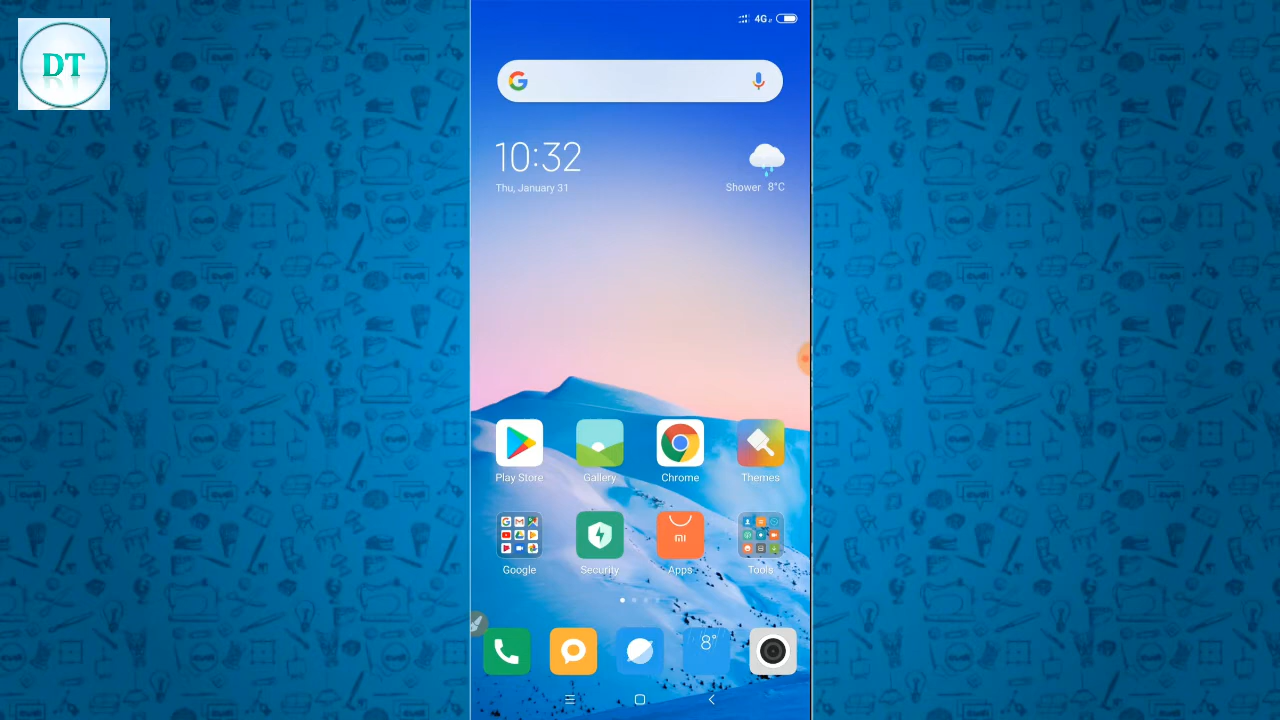 DT
4G
10:32
Thu, January 31
Shower 8°C
Play Store
Gallery
Chrome
Themes
Google
Security
mi
Apps
Tools
8°